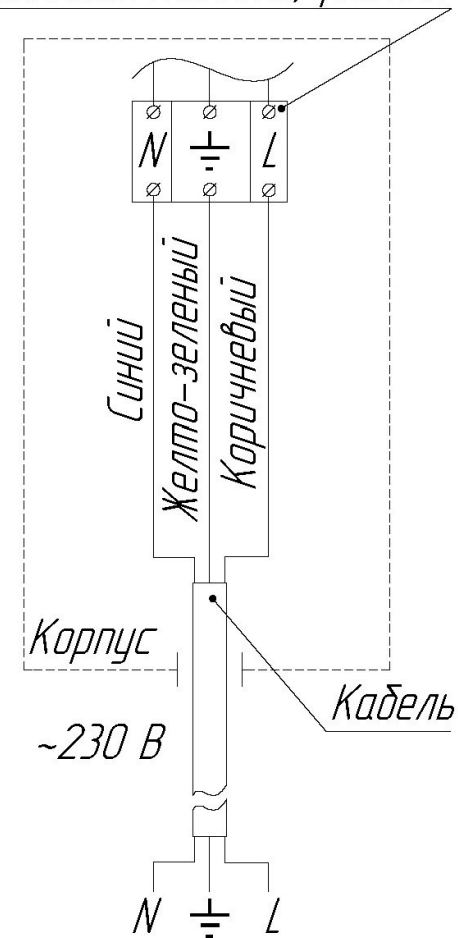 N L
Синий
Желто-зеленый
Коричневый
Корпус
Кабель
~230 В
N L